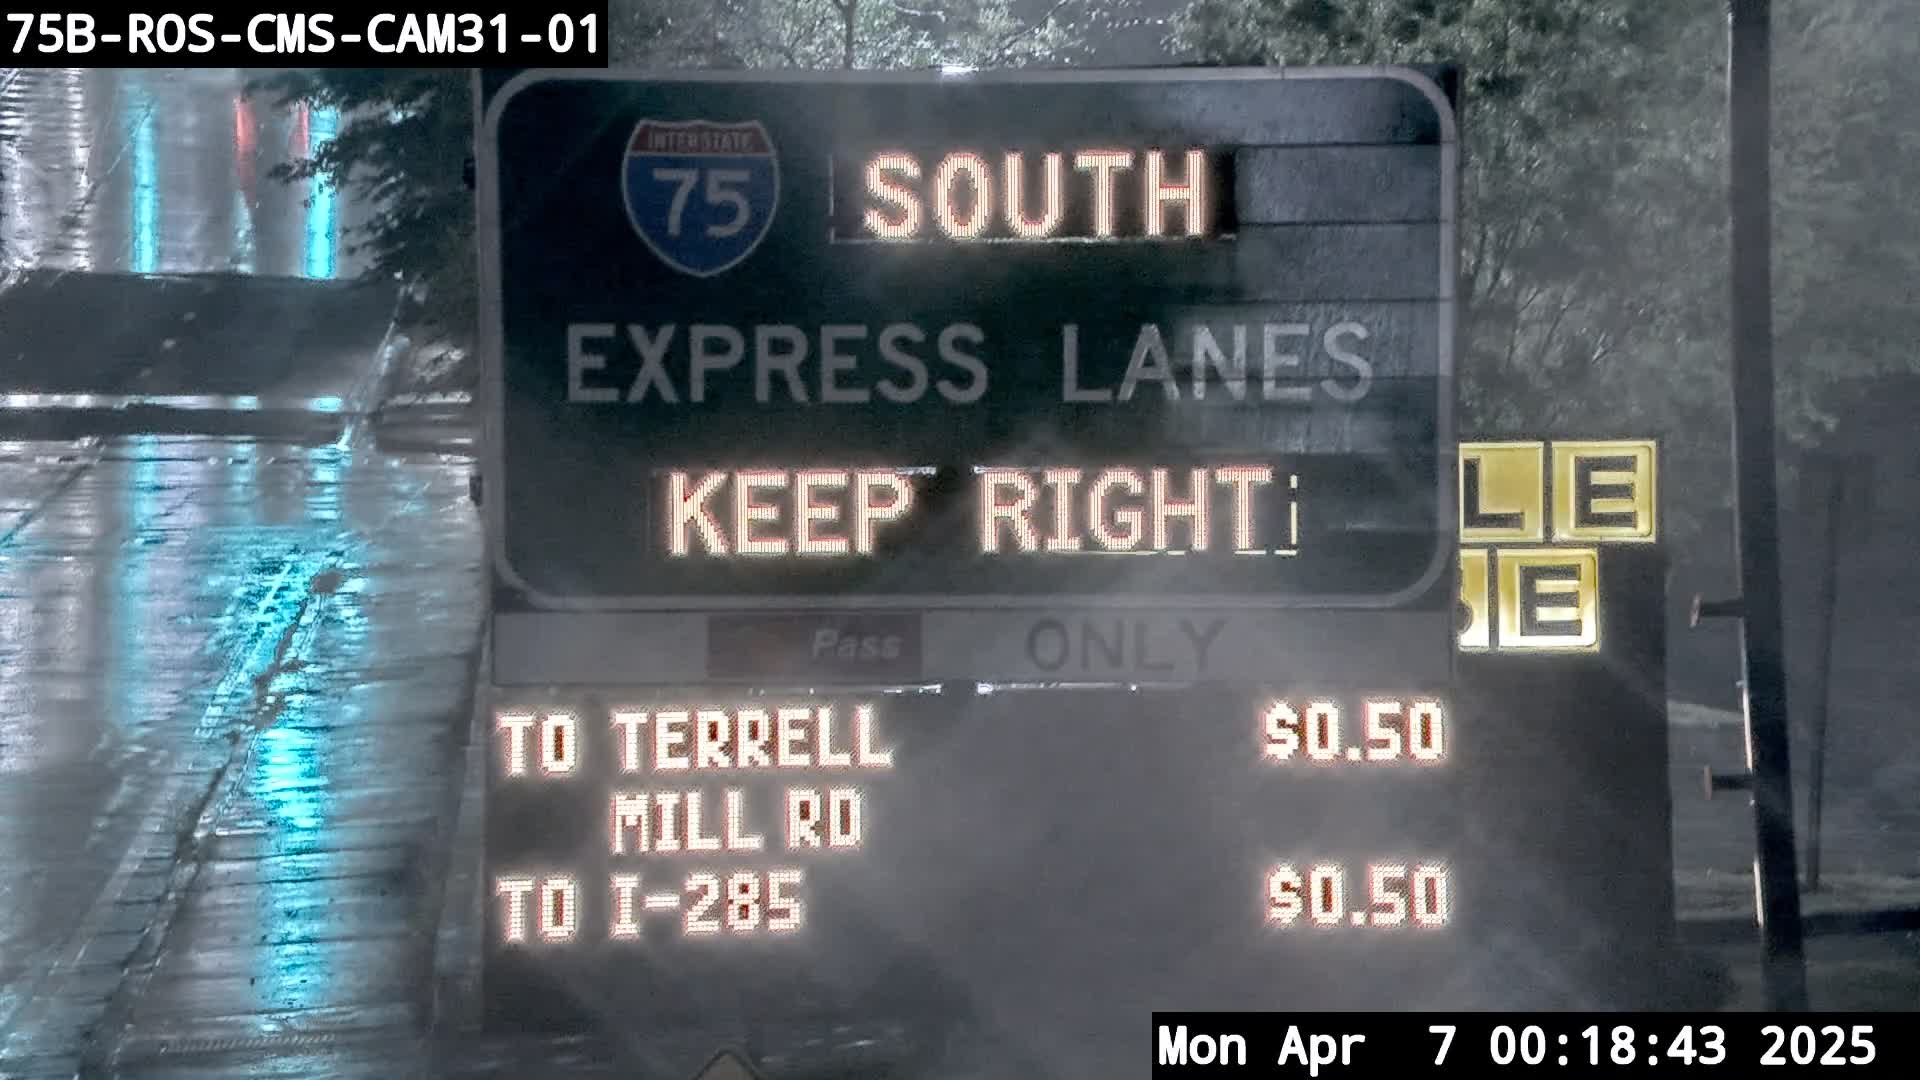 75B-ROS-CMS-CAM31-01
INTERSTATE
75
SOUTH
EXPRESS LANES
KEEP RIGHT
LE
E
Pass ONLY
TO TERRELL $0.50
MILL RD
TO I-285 $0.50
Mon Apr 7 00:18:43 2025